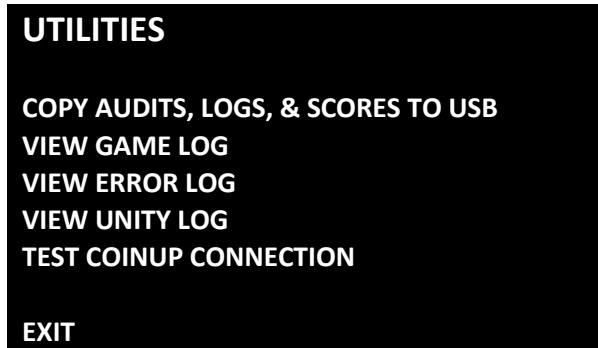 UTILITIES
COPY AUDITS, LOGS, & SCORES TO USB
VIEW GAME LOG
VIEW ERROR LOG
VIEW UNITY LOG
TEST COINUP CONNECTION
EXIT